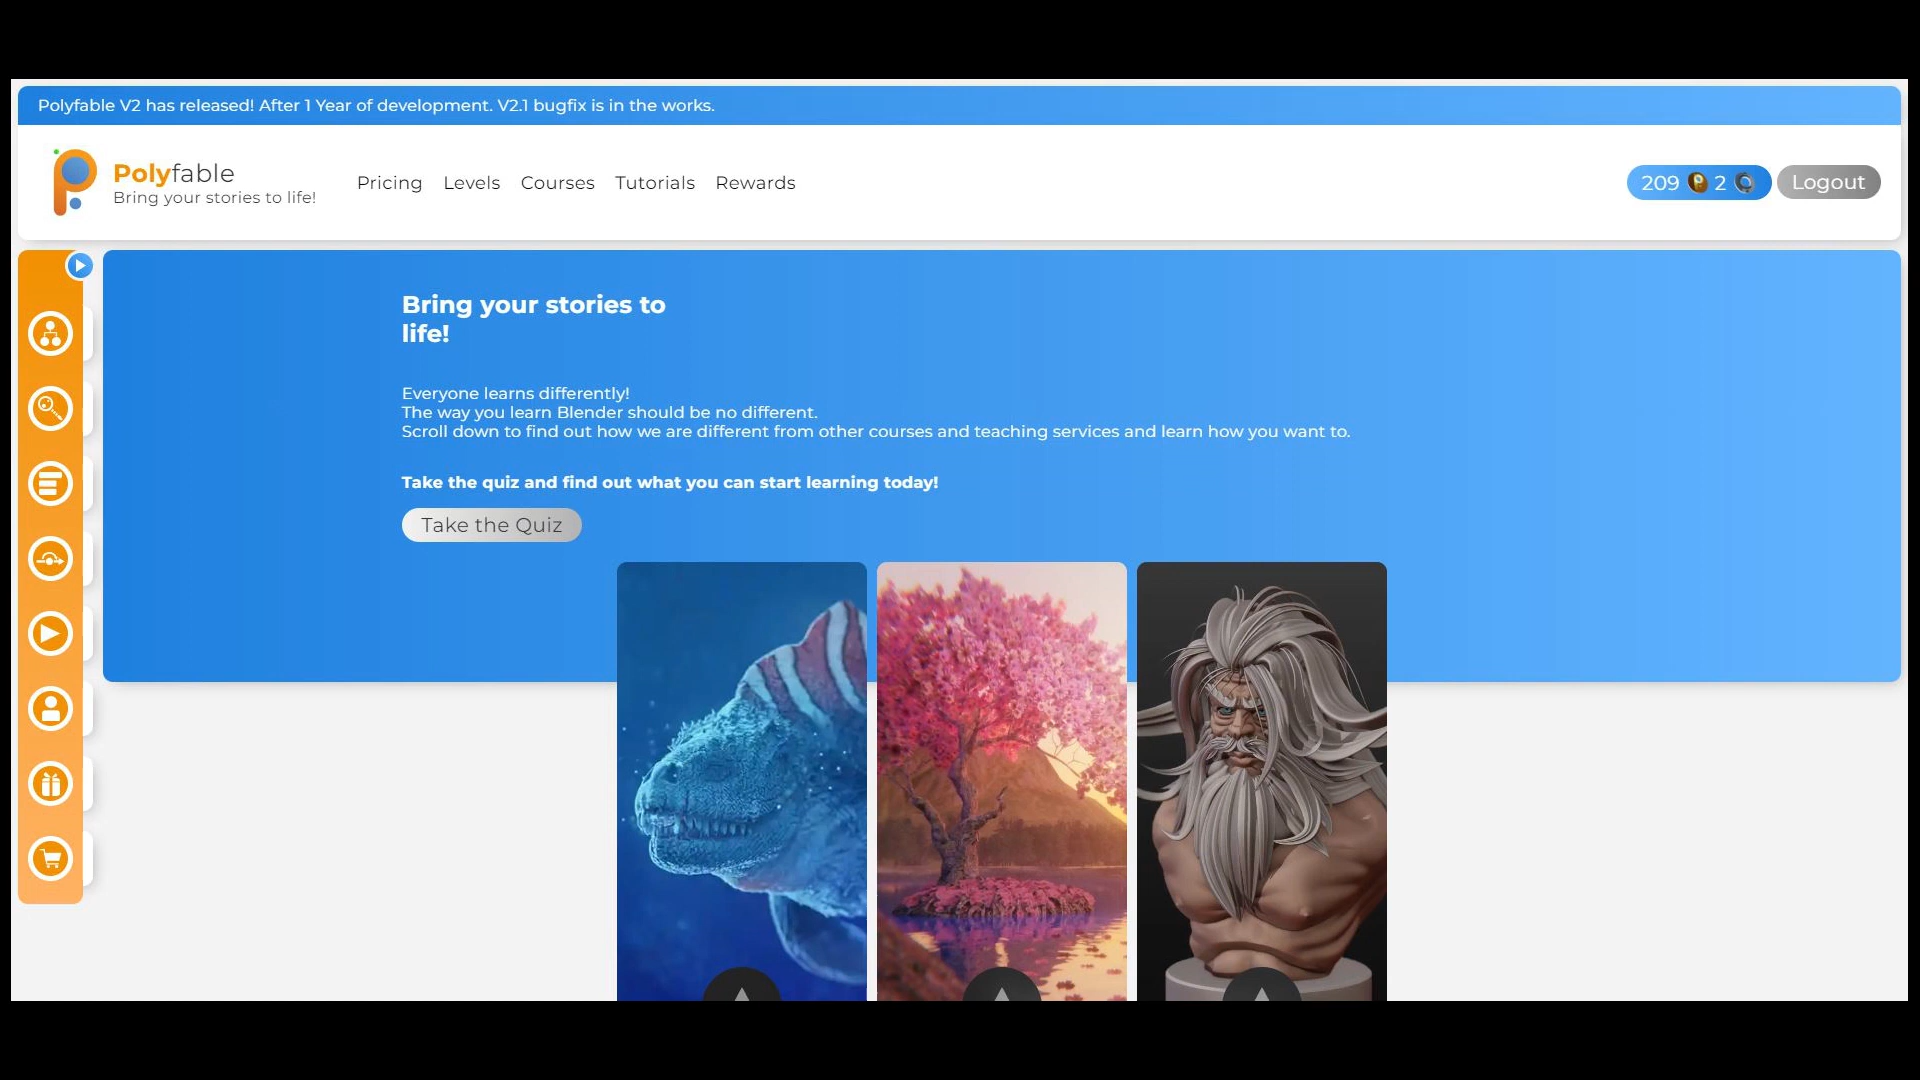 Polyfable V2 has released! After 1 Year of development. V2.1 bugfix is in the works.
Polyfable
Bring your stories to life!
Pricing Levels Courses Tutorials Rewards
209 2 Logout
Bring your stories to
life!
Everyone learns differently!
The way you learn Blender should be no different.
Scroll down to find out how we are different from other courses and teaching services and learn how you want to.
Take the quiz and find out what you can start learning today!
Take the Quiz